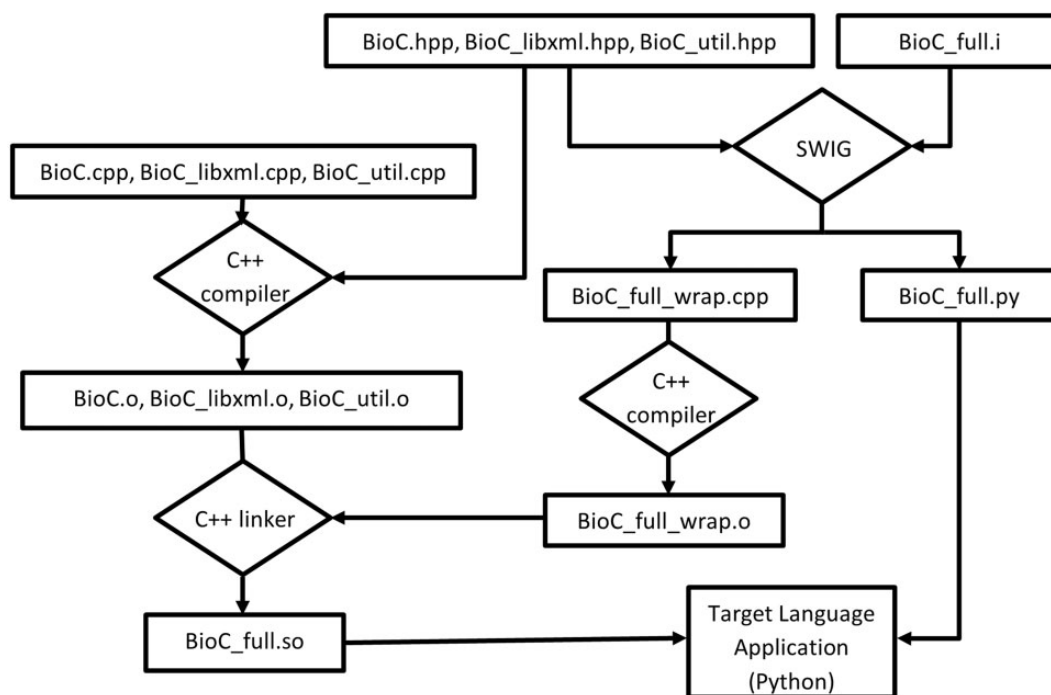 BioC.hpp, BioC_libxml.hpp, BioC_util.hpp
BioC_full.i
SWIG
BioC.cpp, BioC_libxml.cpp, BioC_util.cpp
C++
compiler
BioC_full_wrap.cpp
BioC_full.py
BioC.o, BioC_libxml.o, BioC_util.o
C++
compiler
C++ linker
BioC_full_wrap.o
BioC_full.so
Target Language
Application
(Python)